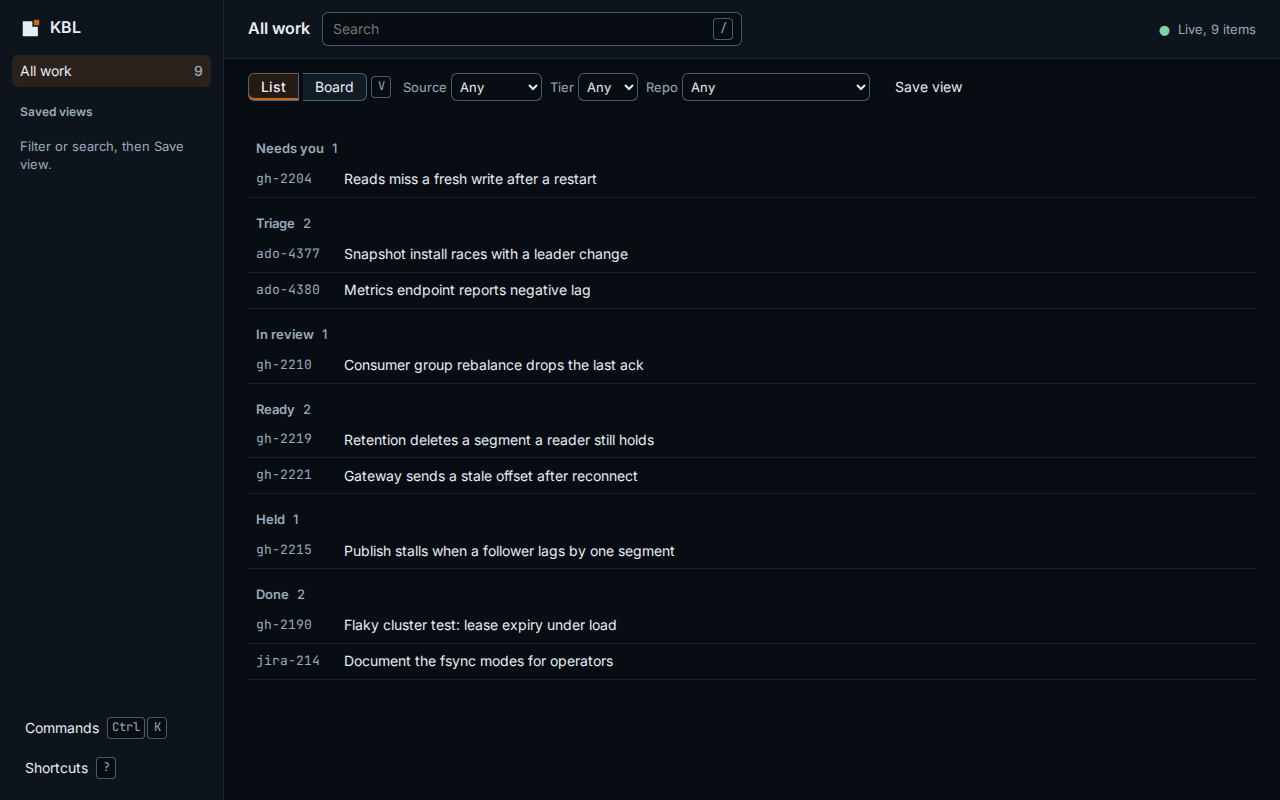 KBL
All work 9
Saved views
Filter or search, then Save
view.
Commands Ctrl K
Shortcuts ?
All work
Search /
Live, 9 items
List Board V Source Any Tier Any Repo Any Save view
Needs you 1
gh-2204 Reads miss a fresh write after a restart
Triage 2
ado-4377 Snapshot install races with a leader change
ado-4380 Metrics endpoint reports negative lag
In review 1
gh-2210 Consumer group rebalance drops the last ack
Ready 2
gh-2219 Retention deletes a segment a reader still holds
gh-2221 Gateway sends a stale offset after reconnect
Held 1
gh-2215 Publish stalls when a follower lags by one segment
Done 2
gh-2190 Flaky cluster test: lease expiry under load
jira-214 Document the fsync modes for operators